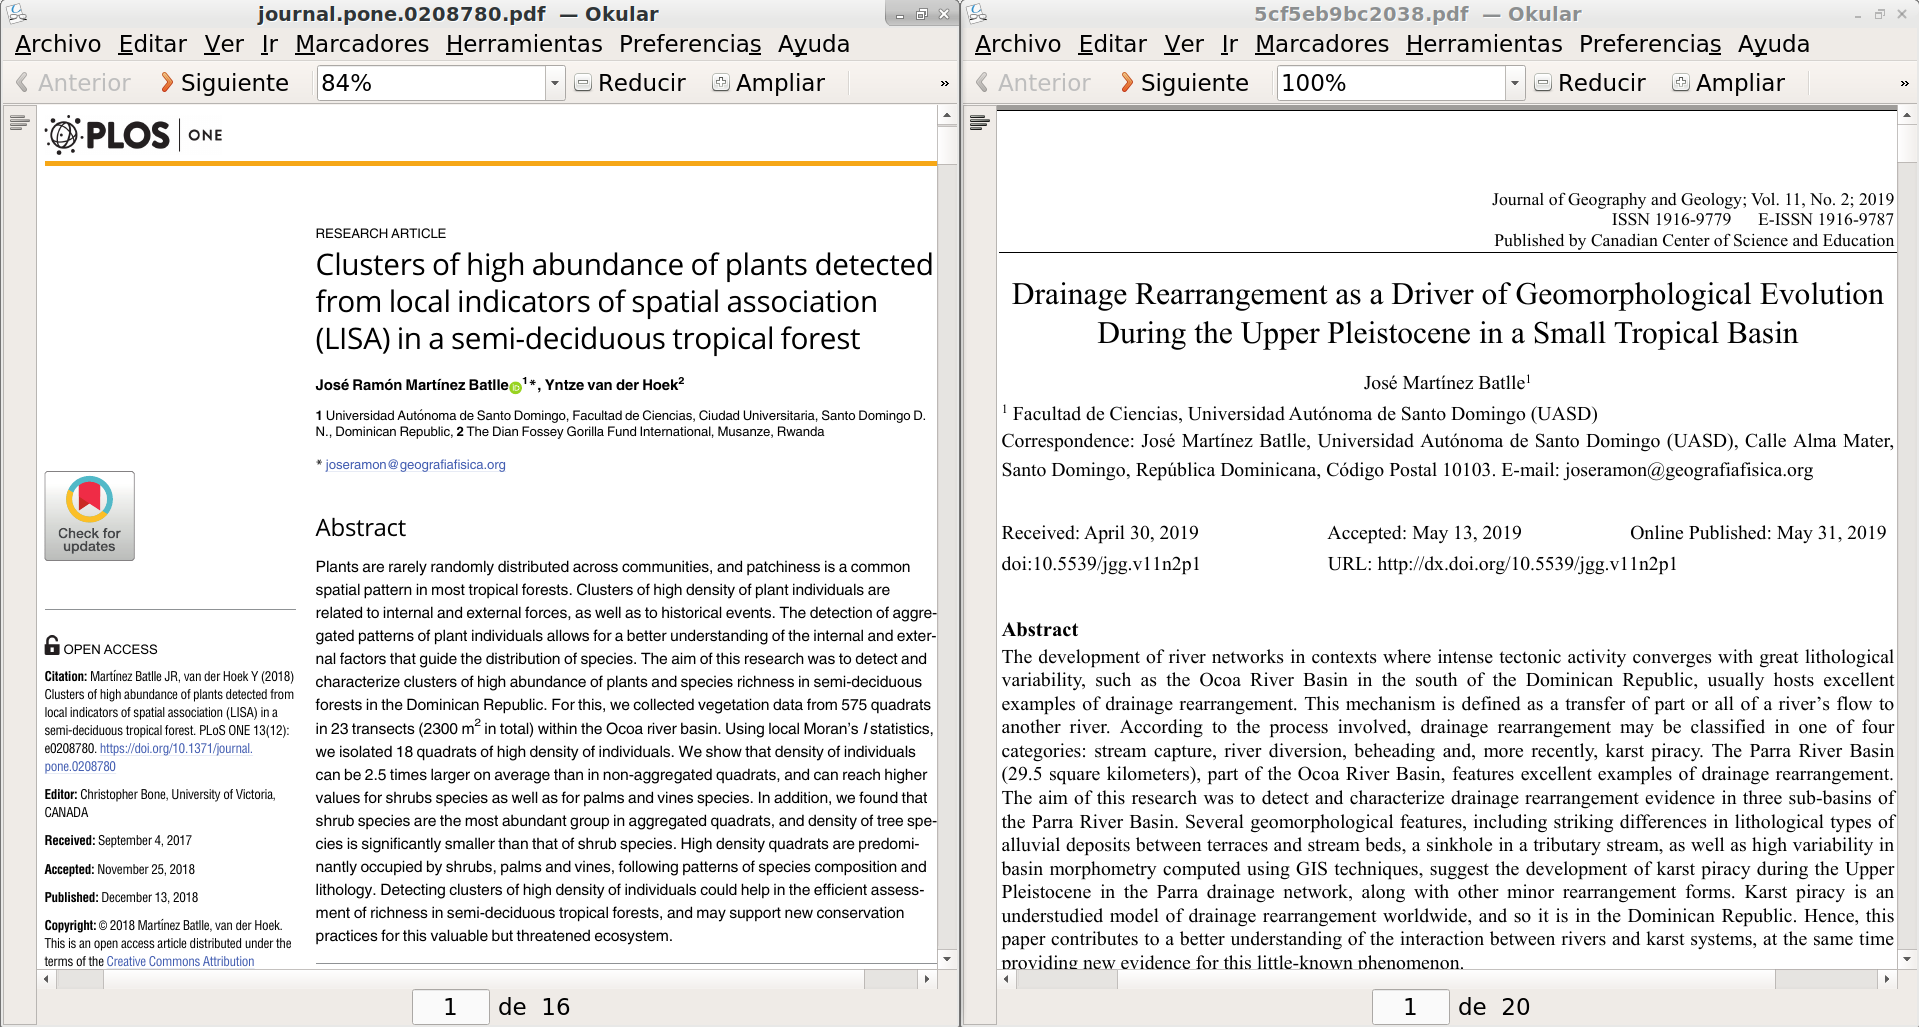 journal.pone.0208780.pdf — Okular
Archivo Editar Ver Ir Marcadores Herramientas Preferencias Ayuda
Anterior Siguiente 84% Reducir Ampliar »
PLOS ONE
RESEARCH ARTICLE
Clusters of high abundance of plants detected
from local indicators of spatial association
(LISA) in a semi-deciduous tropical forest
José Ramón Martínez Batlle 1*, Yntze van der Hoek2
1 Universidad Autónoma de Santo Domingo, Facultad de Ciencias, Ciudad Universitaria, Santo Domingo D.
N., Dominican Republic, 2 The Dian Fossey Gorilla Fund International, Musanze, Rwanda
* joseramon@geografiafisica.org
Check for
updates
Abstract
Plants are rarely randomly distributed across communities, and patchiness is a common
spatial pattern in most tropical forests. Clusters of high density of plant individuals are
related to internal and external forces, as well as to historical events. The detection of aggre-
gated patterns of plant individuals allows for a better understanding of the internal and exter-
nal factors that guide the distribution of species. The aim of this research was to detect and
characterize clusters of high abundance of plants and species richness in semi-deciduous
forests in the Dominican Republic. For this, we collected vegetation data from 575 quadrats
in 23 transects (2300 m2 in total) within the Ocoa river basin. Using local Moran's I statistics,
we isolated 18 quadrats of high density of individuals. We show that density of individuals
can be 2.5 times larger on average than in non-aggregated quadrats, and can reach higher
values for shrubs species as well as for palms and vines species. In addition, we found that
shrub species are the most abundant group in aggregated quadrats, and density of tree spe-
cies is significantly smaller than that of shrub species. High density quadrats are predomi-
nantly occupied by shrubs, palms and vines, following patterns of species composition and
lithology. Detecting clusters of high density of individuals could help in the efficient assess-
ment of richness in semi-deciduous tropical forests, and may support new conservation
practices for this valuable but threatened ecosystem.
OPEN ACCESS
Citation: Martínez Batlle JR, van der Hoek Y (2018)
Clusters of high abundance of plants detected from
local indicators of spatial association (LISA) in a
semi-deciduous tropical forest. PLoS ONE 13(12):
e0208780. https://doi.org/10.1371/journal.
pone.0208780
Editor: Christopher Bone, University of Victoria,
CANADA
Received: September 4, 2017
Accepted: November 25, 2018
Published: December 13, 2018
Copyright: © 2018 Martínez Batlle, van der Hoek.
This is an open access article distributed under the
terms of the Creative Commons Attribution
1 de 16
5cf5eb9bc2038.pdf — Okular
Archivo Editar Ver Ir Marcadores Herramientas Preferencias Ayuda
Anterior Siguiente 100% Reducir Ampliar »
Journal of Geography and Geology; Vol. 11, No. 2; 2019
ISSN 1916-9779 E-ISSN 1916-9787
Published by Canadian Center of Science and Education
Drainage Rearrangement as a Driver of Geomorphological Evolution
During the Upper Pleistocene in a Small Tropical Basin
José Martínez Batlle1
1 Facultad de Ciencias, Universidad Autónoma de Santo Domingo (UASD)
Correspondence: José Martínez Batlle, Universidad Autónoma de Santo Domingo (UASD), Calle Alma Mater,
Santo Domingo, República Dominicana, Código Postal 10103. E-mail: joseramon@geografiafisica.org
Received: April 30, 2019 Accepted: May 13, 2019 Online Published: May 31, 2019
doi:10.5539/jgg.v11n2p1 URL: http://dx.doi.org/10.5539/jgg.v11n2p1
Abstract
The development of river networks in contexts where intense tectonic activity converges with great lithological
variability, such as the Ocoa River Basin in the south of the Dominican Republic, usually hosts excellent
examples of drainage rearrangement. This mechanism is defined as a transfer of part or all of a river's flow to
another river. According to the process involved, drainage rearrangement may be classified in one of four
categories: stream capture, river diversion, beheading and, more recently, karst piracy. The Parra River Basin
(29.5 square kilometers), part of the Ocoa River Basin, features excellent examples of drainage rearrangement.
The aim of this research was to detect and characterize drainage rearrangement evidence in three sub-basins of
the Parra River Basin. Several geomorphological features, including striking differences in lithological types of
alluvial deposits between terraces and stream beds, a sinkhole in a tributary stream, as well as high variability in
basin morphometry computed using GIS techniques, suggest the development of karst piracy during the Upper
Pleistocene in the Parra drainage network, along with other minor rearrangement forms. Karst piracy is an
understudied model of drainage rearrangement worldwide, and so it is in the Dominican Republic. Hence, this
paper contributes to a better understanding of the interaction between rivers and karst systems, at the same time
providing new evidence for this little-known phenomenon.
1 de 20